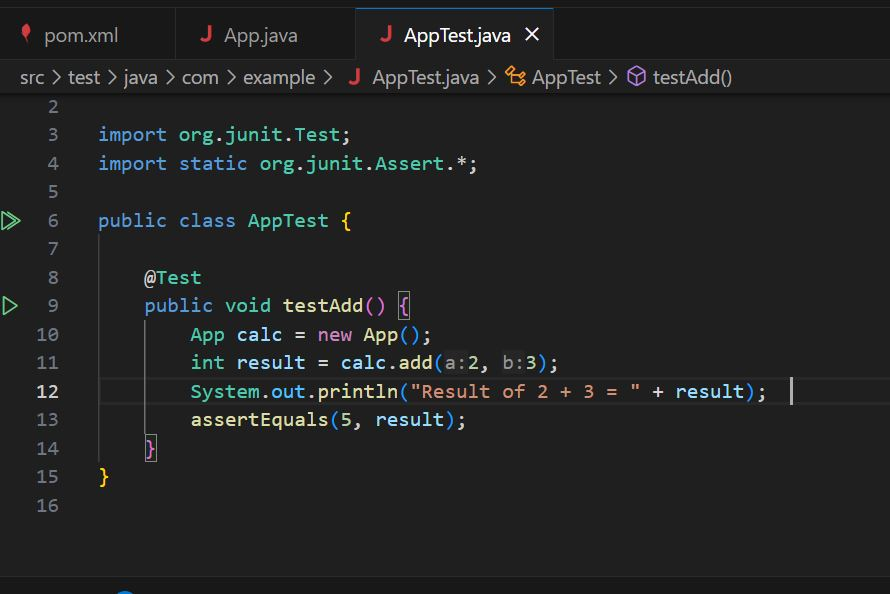 pom.xml J App.java J AppTest.java
src > test > java > com > example > J AppTest.java > AppTest > testAdd()
2
3 import org.junit.Test;
4 import static org.junit.Assert.*;
5
6 public class AppTest {
7
8 @Test
9 public void testAdd() {
10 App calc = new App();
11 int result = calc.add(a:2, b:3);
12 System.out.println("Result of 2 + 3 = " + result);
13 assertEquals(5, result);
14 }
15 }
16